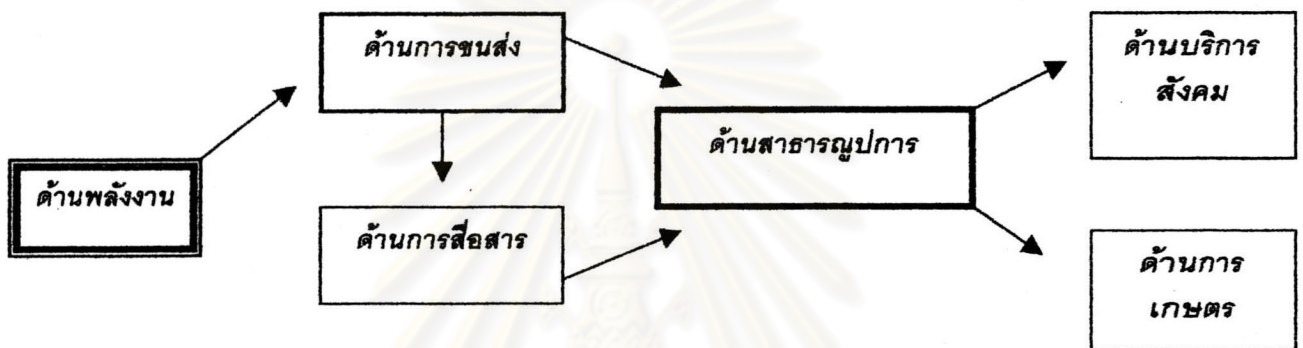 ด้านพลังงาน
ด้านการขนส่ง
ด้านการสื่อสาร
ด้านสาธารณูปการ
ด้านบริการ
สังคม
ด้านการ
เกษตร